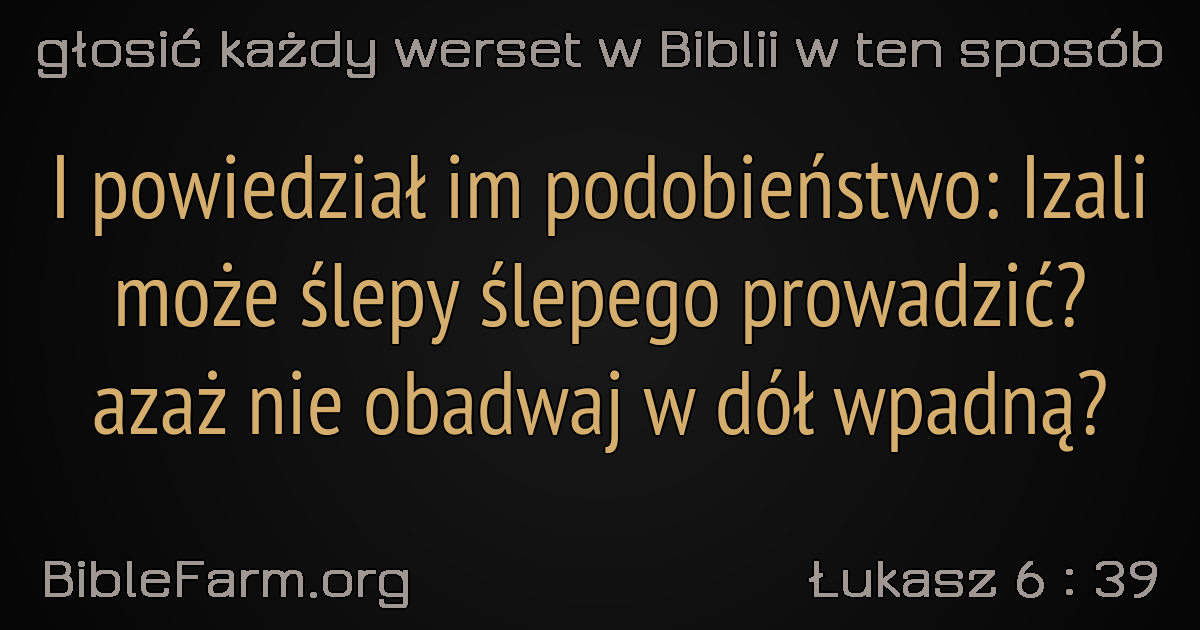 głosić każdy werset w Biblii w ten sposób
I powiedział im podobieństwo: Izali
może ślepy ślepego prowadzić?
azaż nie obadwaj w dół wpadną?
BibleFarm.org
Łukasz 6 : 39